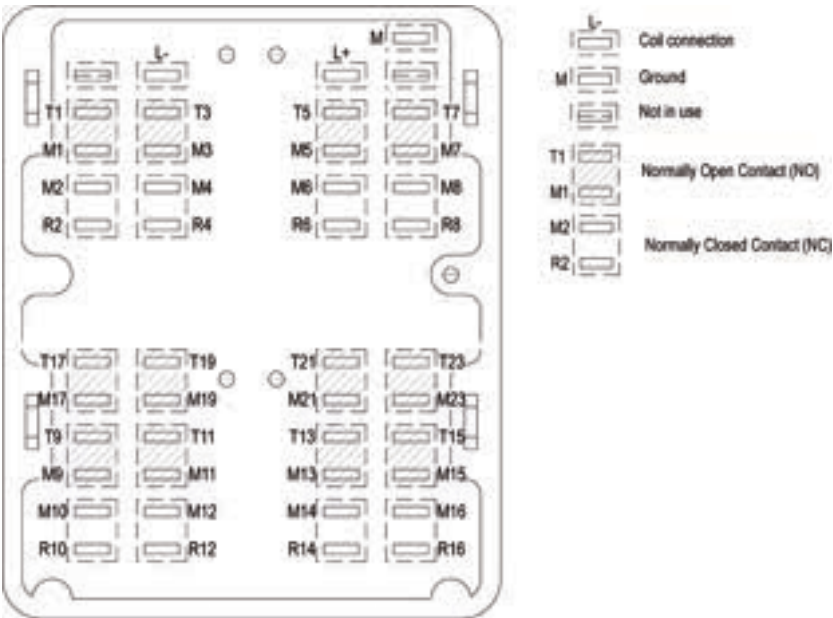 M
L- L+
T1 T3 T5 T7
M1 M3 M5 M7
M2 M4 M6 M8
R2 R4 R6 R8
T17 T19 T21 T23
M17 M19 M21 M23
T9 T11 T13 T15
M9 M11 M13 M15
M10 M12 M14 M16
R10 R12 R14 R16
L-
Coil connection
M Ground
Not in use
T1
Normally Open Contact (NO)
M1
M2
Normally Closed Contact (NC)
R2